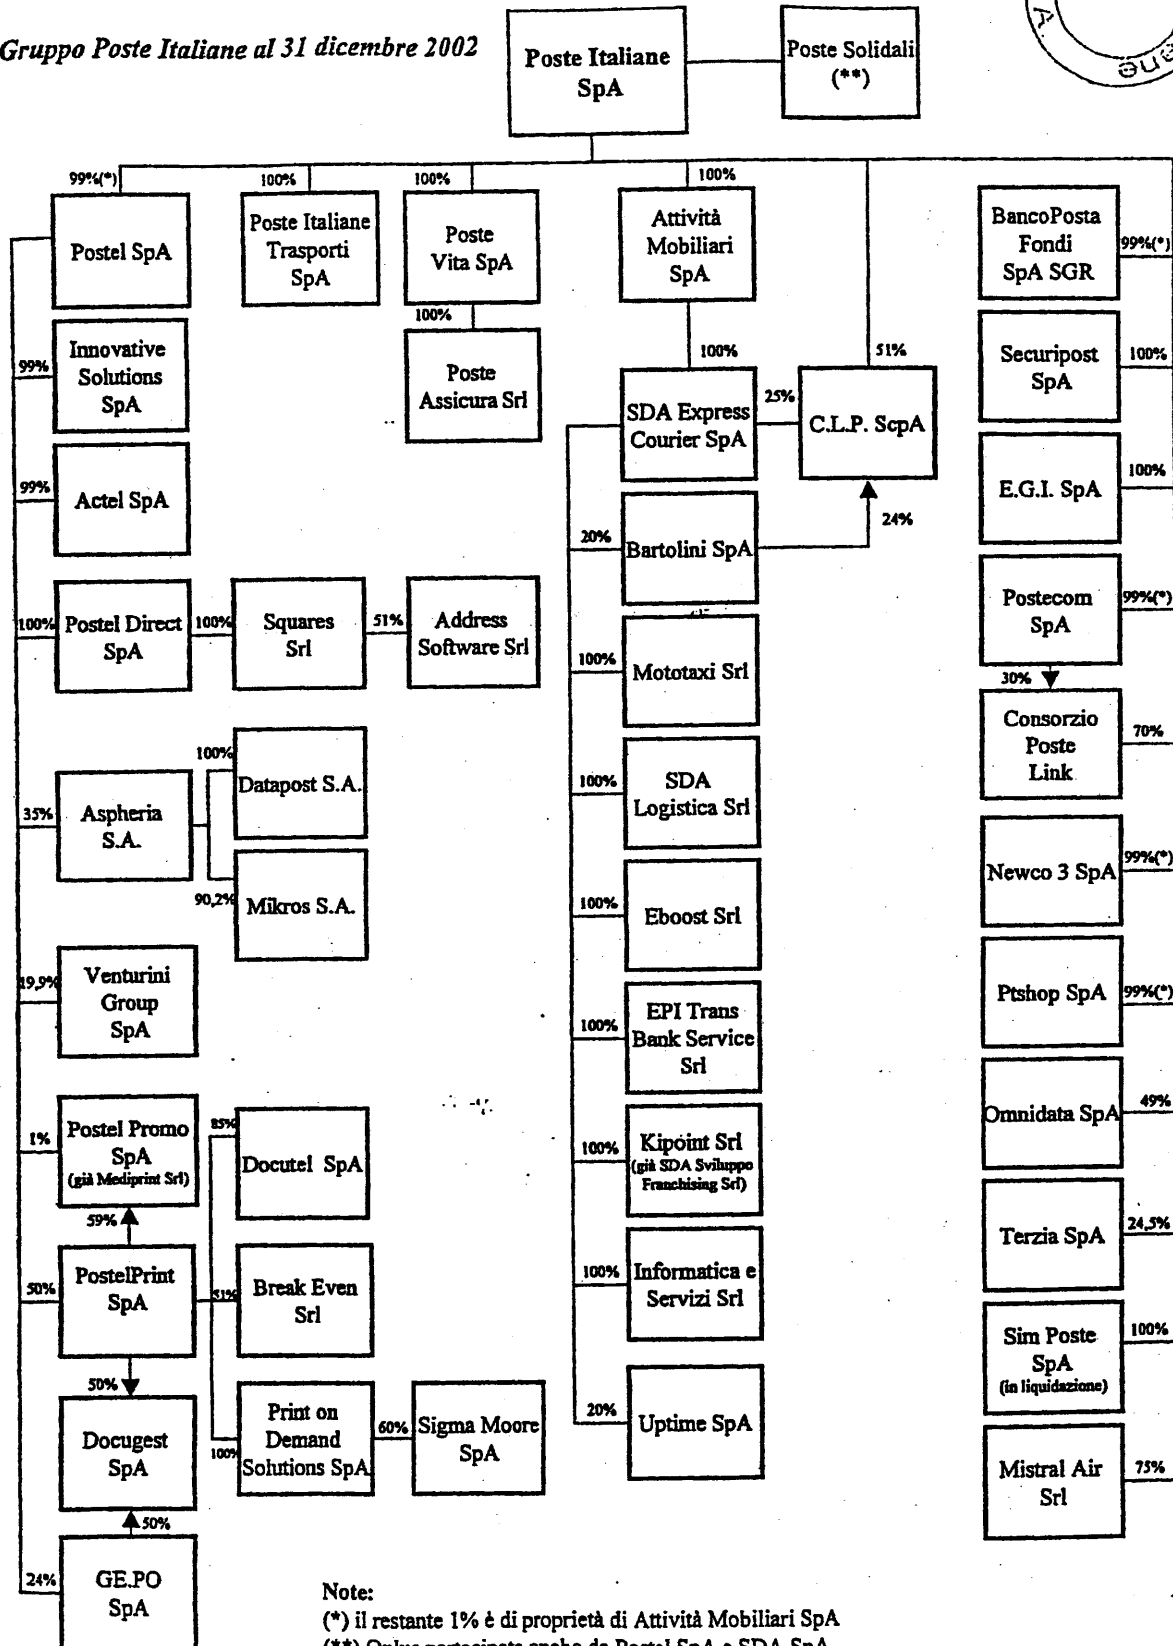 Gruppo Poste Italiane al 31 dicembre 2002
Poste Italiane
SpA
Poste Solidali
(**)
99%(*)
Postel SpA
100%
Poste Italiane
Trasporti
SpA
100%
Poste
Vita SpA
100%
Poste
Assicura Srl
100%
Attività
Mobiliari
SpA
100%
51%
BancoPosta
Fondi
SpA SGR
99%(*)
99%
Innovative
Solutions
SpA
SDA Express
Courier SpA
25%
C.L.P. ScpA
Securipost
SpA
100%
99%
Actel SpA
20%
Bartolini SpA
24%
E.G.I. SpA
100%
100%
Postel Direct
SpA
100%
Squares
Srl
51%
Address
Software Srl
100%
Mototaxi Srl
Postecom
SpA
99%(*)
30%
Consorzio
Poste
Link
70%
35%
Aspheria
S.A.
100%
Datapost S.A.
90,2%
Mikros S.A.
100%
SDA
Logistica Srl
Newco 3 SpA
99%(*)
100%
Eboost Srl
19,9%
Venturini
Group
SpA
100%
EPI Trans
Bank Service
Srl
Ptshop SpA
99%(*)
1%
Postel Promo
SpA
(già Mediprint Srl)
59%
85%
Docutel SpA
100%
Kipoint Srl
(già SDA Sviluppo
Franchising Srl)
Omnidata SpA
49%
50%
PostelPrint
SpA
51%
Break Even
Srl
100%
Informatica e
Servizi Srl
Terzia SpA
24,5%
50%
Docugest
SpA
50%
100%
Print on
Demand
Solutions SpA
60%
Sigma Moore
SpA
20%
Uptime SpA
Sim Poste
SpA
(in liquidazione)
100%
Mistral Air
Srl
75%
24%
GE.PO
SpA
Note:
(*) il restante 1% è di proprietà di Attività Mobiliari SpA
(**) Onlus partecipata anche da Postel SpA e SDA SpA